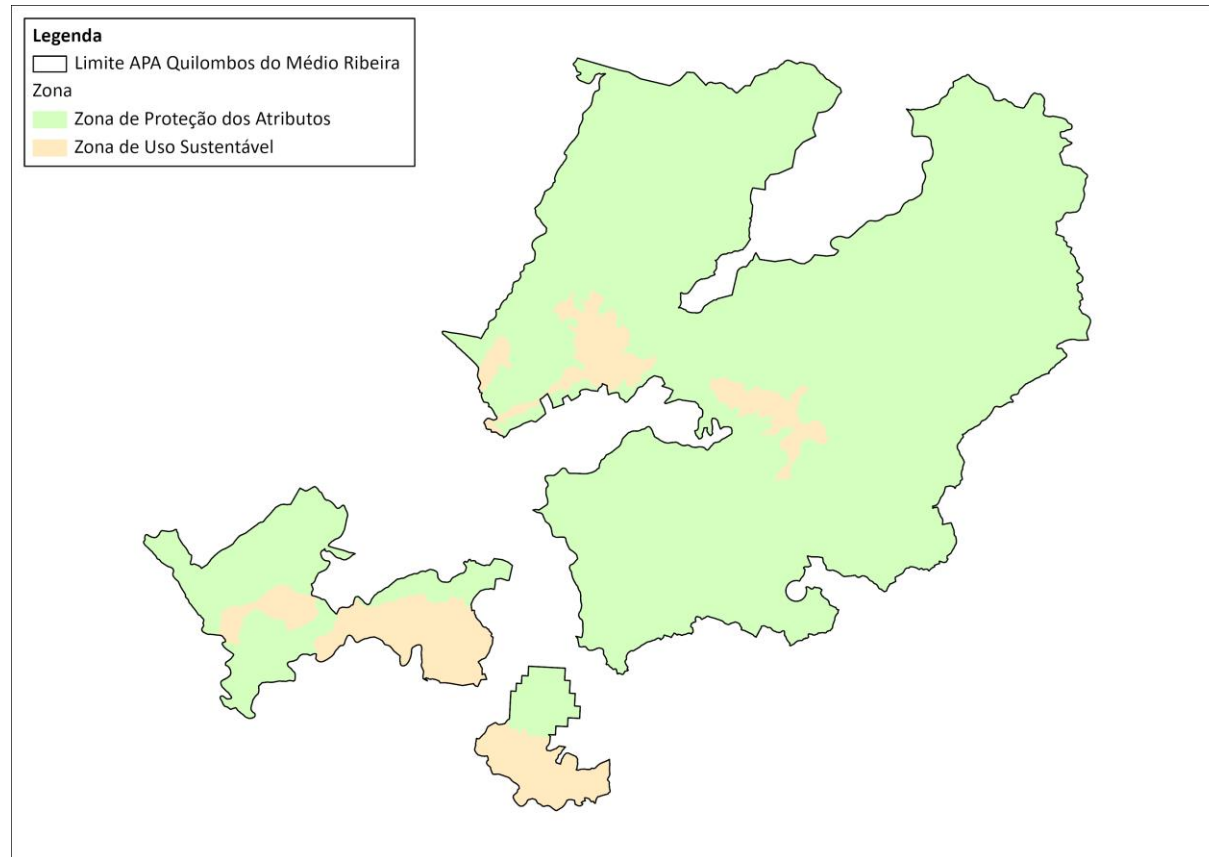 Legenda
Limite APA Quilombos do Médio Ribeira
Zona
Zona de Proteção dos Atributos
Zona de Uso Sustentável